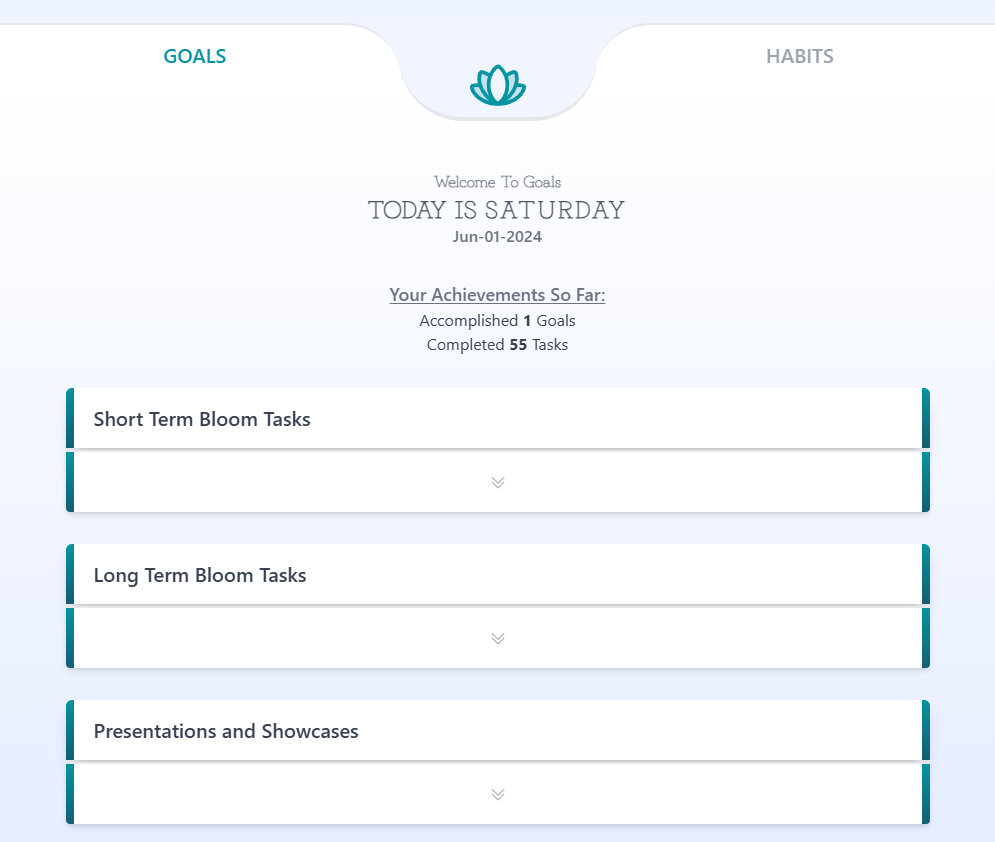 GOALS
HABITS
Welcome To Goals
TODAY IS SATURDAY
Jun-01-2024
Your Achievements So Far:
Accomplished 1 Goals
Completed 55 Tasks
Short Term Bloom Tasks
Long Term Bloom Tasks
Presentations and Showcases